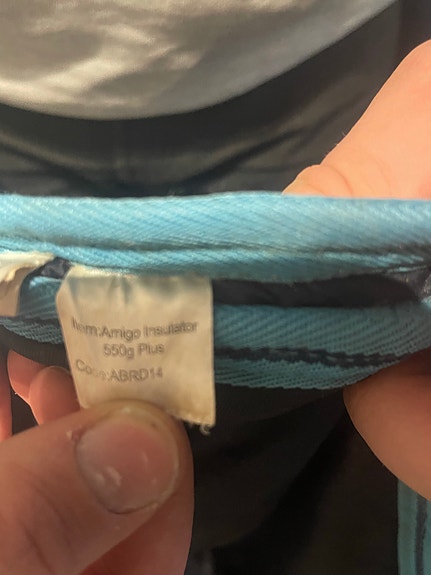 Item:Amigo Insulator
550g Plus
Code:ABRD14